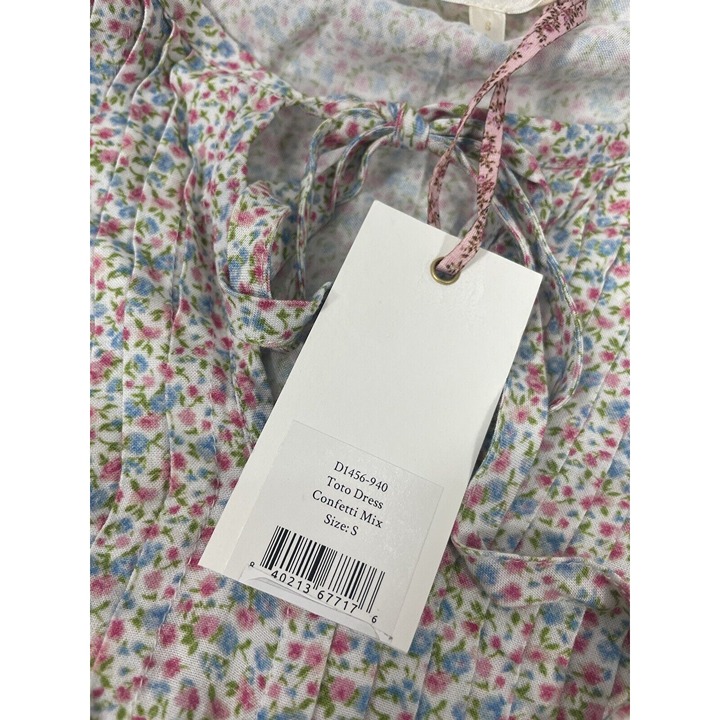 D1456-940
Toto Dress
Confetti Mix
Size: S
8 40213 67717 6